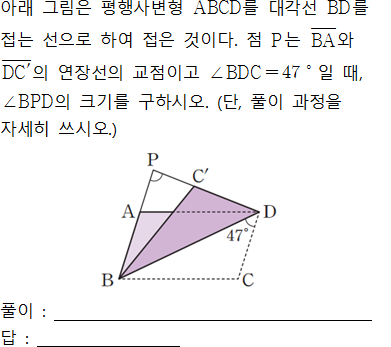 아래 그림은 평행사변형 ABCD를 대각선 BD를
접는 선으로 하여 접은 것이다. 점 P는 BA와
DC′의 연장선의 교점이고 ∠BDC=47°일 때,
∠BPD의 크기를 구하시오. (단, 풀이 과정을
자세히 쓰시오.)
P
C′
A
D
47°
B
C
풀이 :
답 :